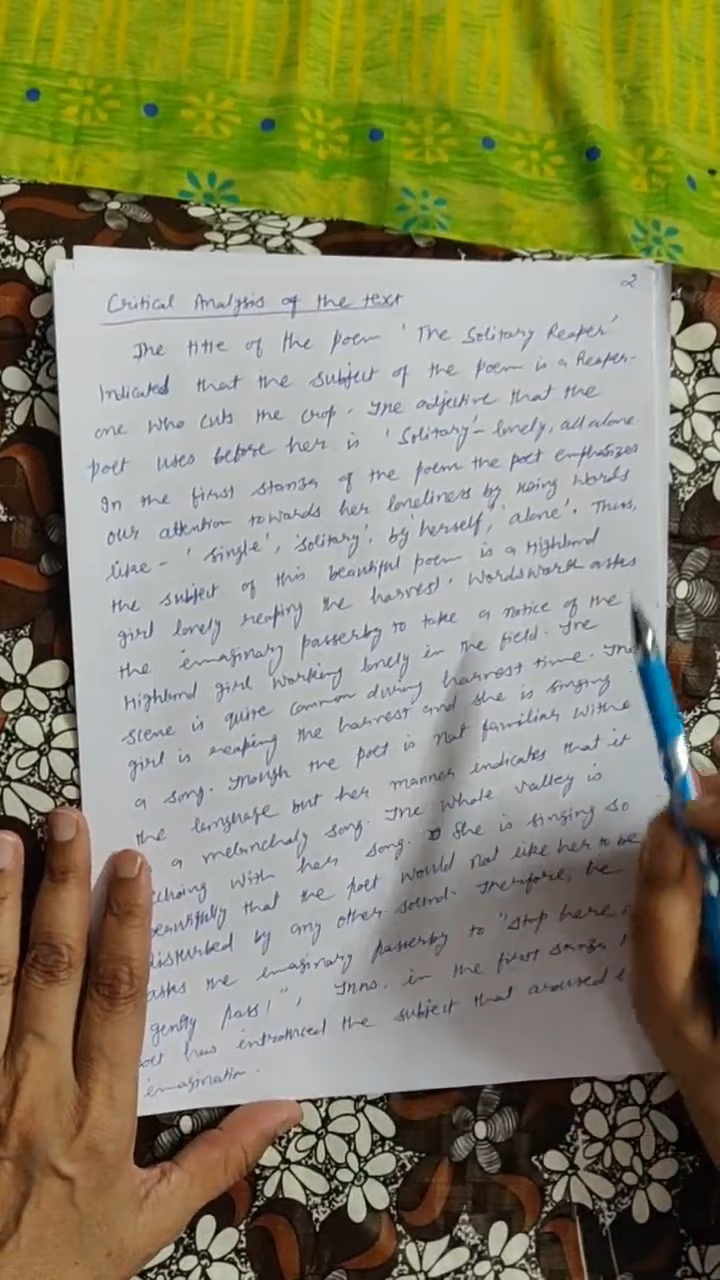 2
Critical Analysis of the text
The title of the poem 'The Solitary Reaper'
Indicated that the subject of the poem is a Reaper-
one who cuts the crop. The adjective that the
poet uses before her is 'Solitary' - lonely, all alone
In the first stanza of the poem the poet emphasizes
our attention towards her loneliness by using words
like - 'single', 'solitary', 'by herself', 'alone'. Thus,
the subject of this beautiful poem is a Highland
girl lonely reaping the harvest. Wordsworth astes
the emaginary passerby to take a notice of the
Highland girl working lonely in the field. The
scene is quite common during harvest time. The
girl is reaping the harvest and she is singing
a song. Though the poet is not familiar withe
the language but her manner indicates that it
a melancholy song. The whole valley is
echoing with her song. She is singing so
beautifully that the poet would not like her to be
disturbed by any other sound. Therefore, he
asks the emaginary passerby to "stop here
gently pass!", Thus, in the first stanza
poet has introduced the subject that aroused
emagination.